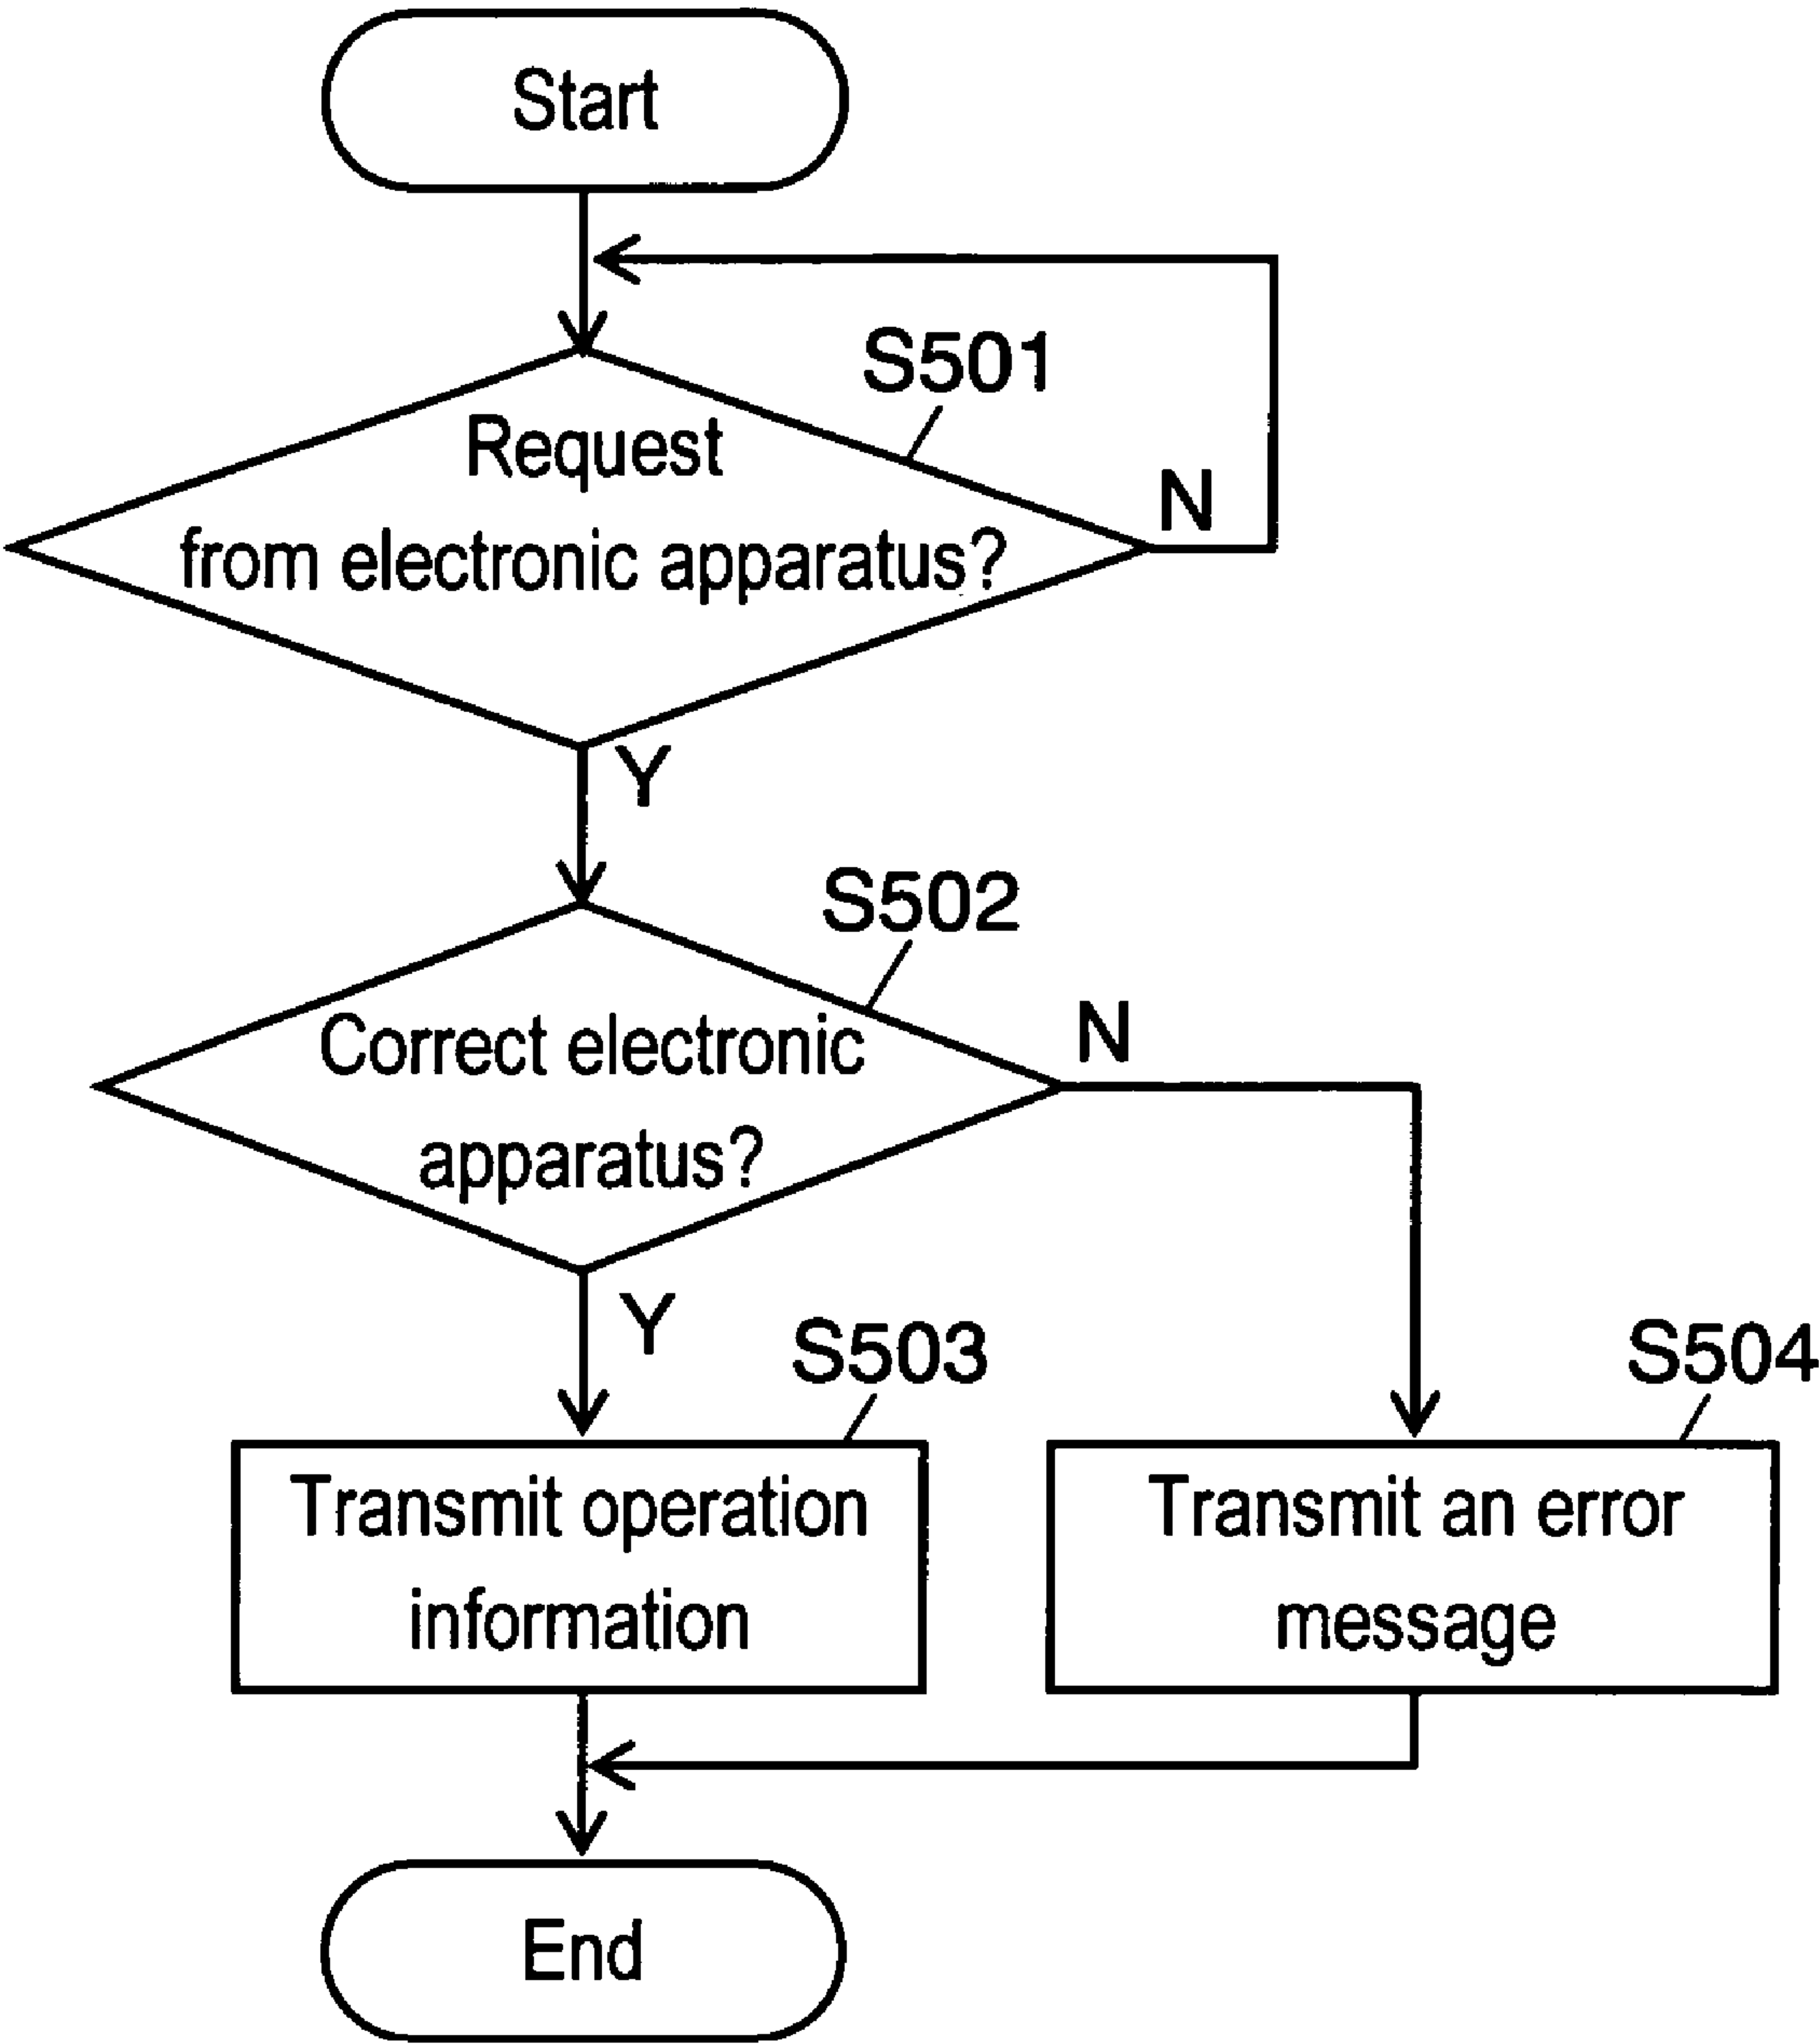 Start
S501
Request
from electronic apparatus?
N
Y
S502
Correct electronic
apparatus?
N
Y
S503
S504
Transmit operation
information
Transmit an error
message
End